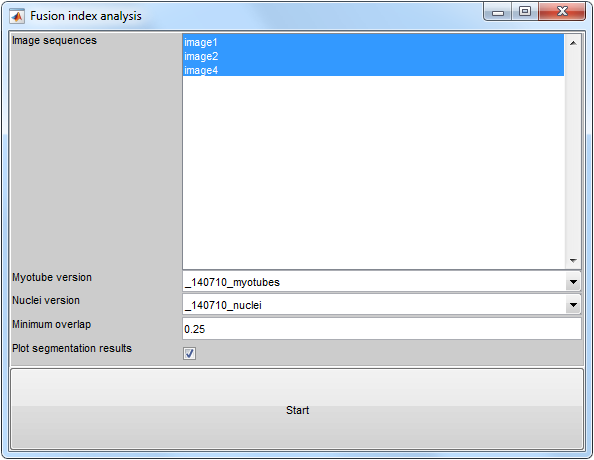 Fusion index analysis
Image sequences
image1
image2
image4
Myotube version
_140710_myotubes
Nuclei version
_140710_nuclei
Minimum overlap
0.25
Plot segmentation results
Start